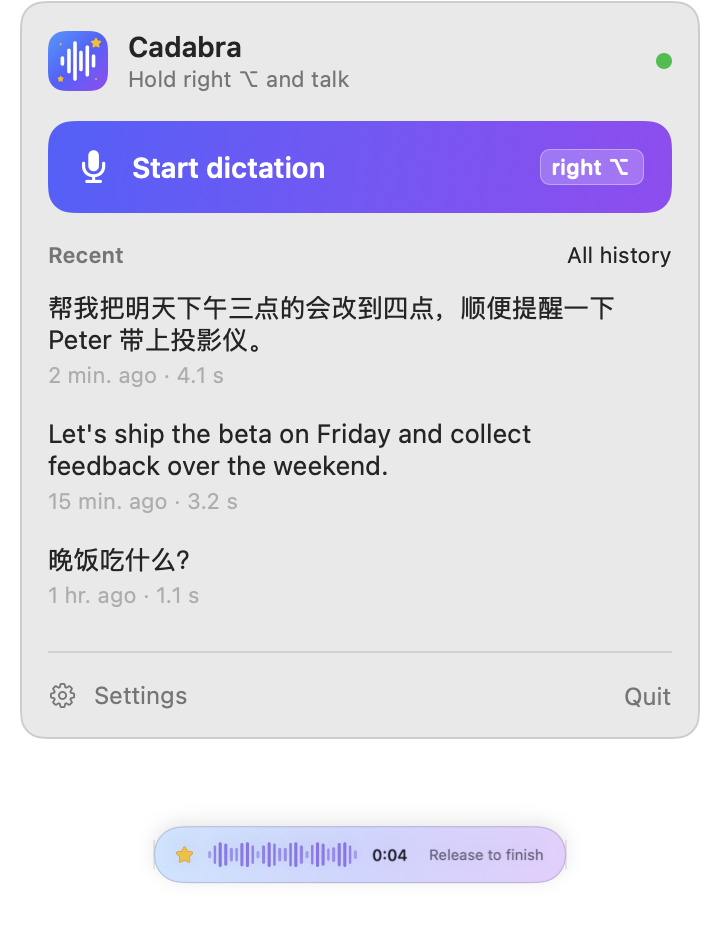 Cadabra
Hold right ⌥ and talk
Start dictation
right ⌥
Recent
All history
帮我把明天下午三点的会改到四点，顺便提醒一下
Peter 带上投影仪。
2 min. ago · 4.1 s
Let's ship the beta on Friday and collect
feedback over the weekend.
15 min. ago · 3.2 s
晚饭吃什么？
1 hr. ago · 1.1 s
Settings
Quit
0:04
Release to finish